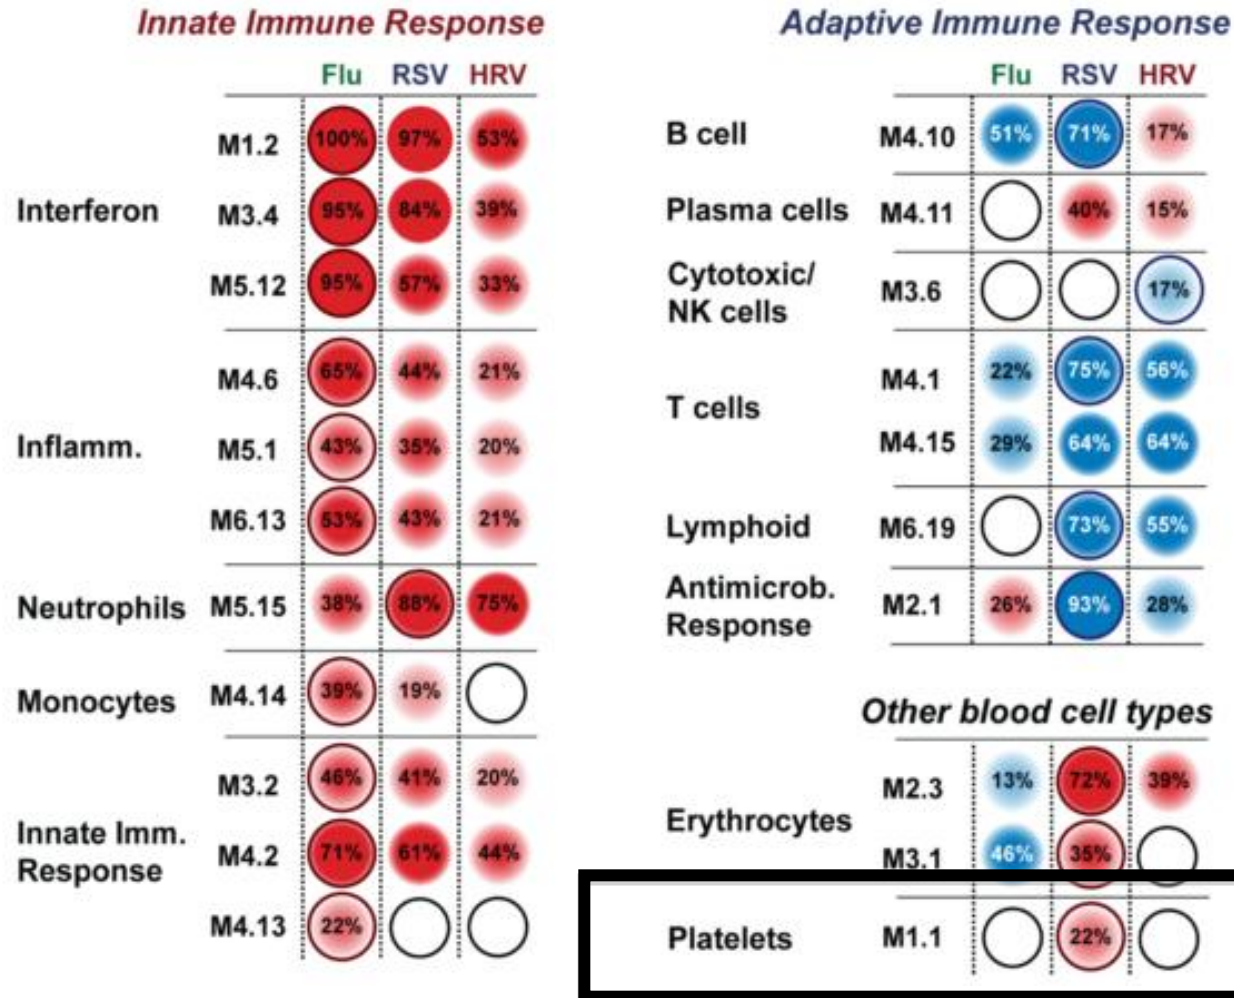 Innate Immune Response
Flu RSV HRV
M1.2 100% 97% 53%
Interferon M3.4 95% 84% 39%
M5.12 95% 57% 33%
M4.6 65% 44% 21%
Inflamm. M5.1 43% 35% 20%
M6.13 53% 43% 21%
Neutrophils M5.15 38% 88% 75%
Monocytes M4.14 39% 19%
M3.2 46% 41% 20%
Innate Imm.
Response
M4.2 71% 61% 44%
M4.13 22%
Adaptive Immune Response
Flu RSV HRV
B cell M4.10 51% 71% 17%
Plasma cells M4.11 40% 15%
Cytotoxic/
NK cells
M3.6 17%
M4.1 22% 75% 56%
T cells
M4.15 29% 64% 64%
Lymphoid M6.19 73% 55%
Antimicrob.
Response
M2.1 26% 93% 28%
Other blood cell types
M2.3 13% 72% 39%
Erythrocytes
M3.1 46% 35%
Platelets M1.1 22%